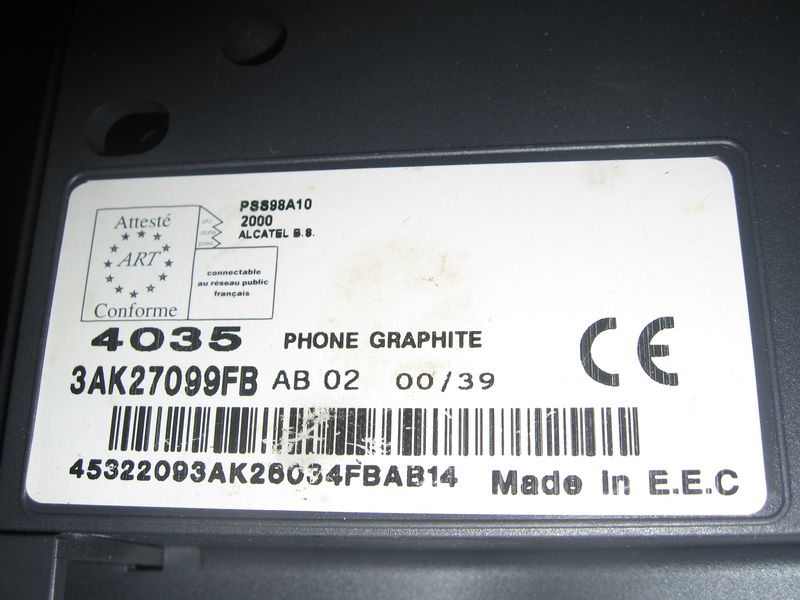 Attesté
ART
Conforme
connectable
au réseau public
français
PSS98A10
2000
ALCATEL B.S.
4035 PHONE GRAPHITE
CE
3AK27099FB AB 02 00/39
45322093AK26034FBAB14
Made In E.E.C